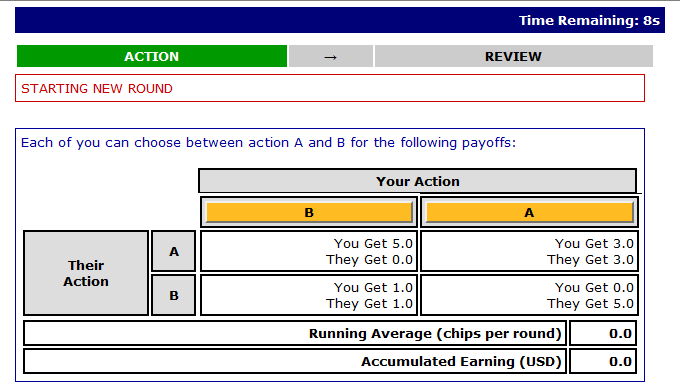 Time Remaining: 8s
ACTION → REVIEW
STARTING NEW ROUND
Each of you can choose between action A and B for the following payoffs:
Your Action
B A
Their
Action
A
You Get 5.0
They Get 0.0
You Get 3.0
They Get 3.0
B
You Get 1.0
They Get 1.0
You Get 0.0
They Get 5.0
Running Average (chips per round) 0.0
Accumulated Earning (USD) 0.0